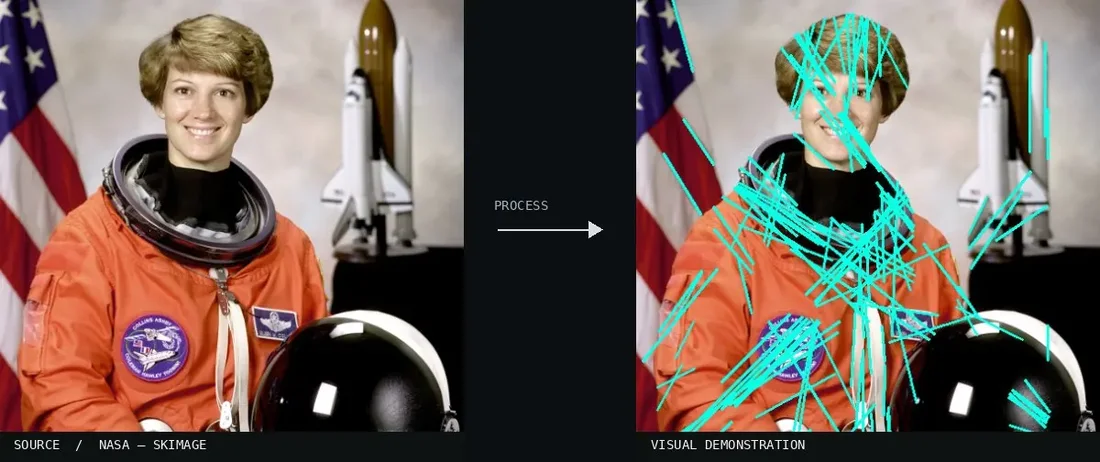 PROCESS
SOURCE / NASA — SKIMAGE
VISUAL DEMONSTRATION